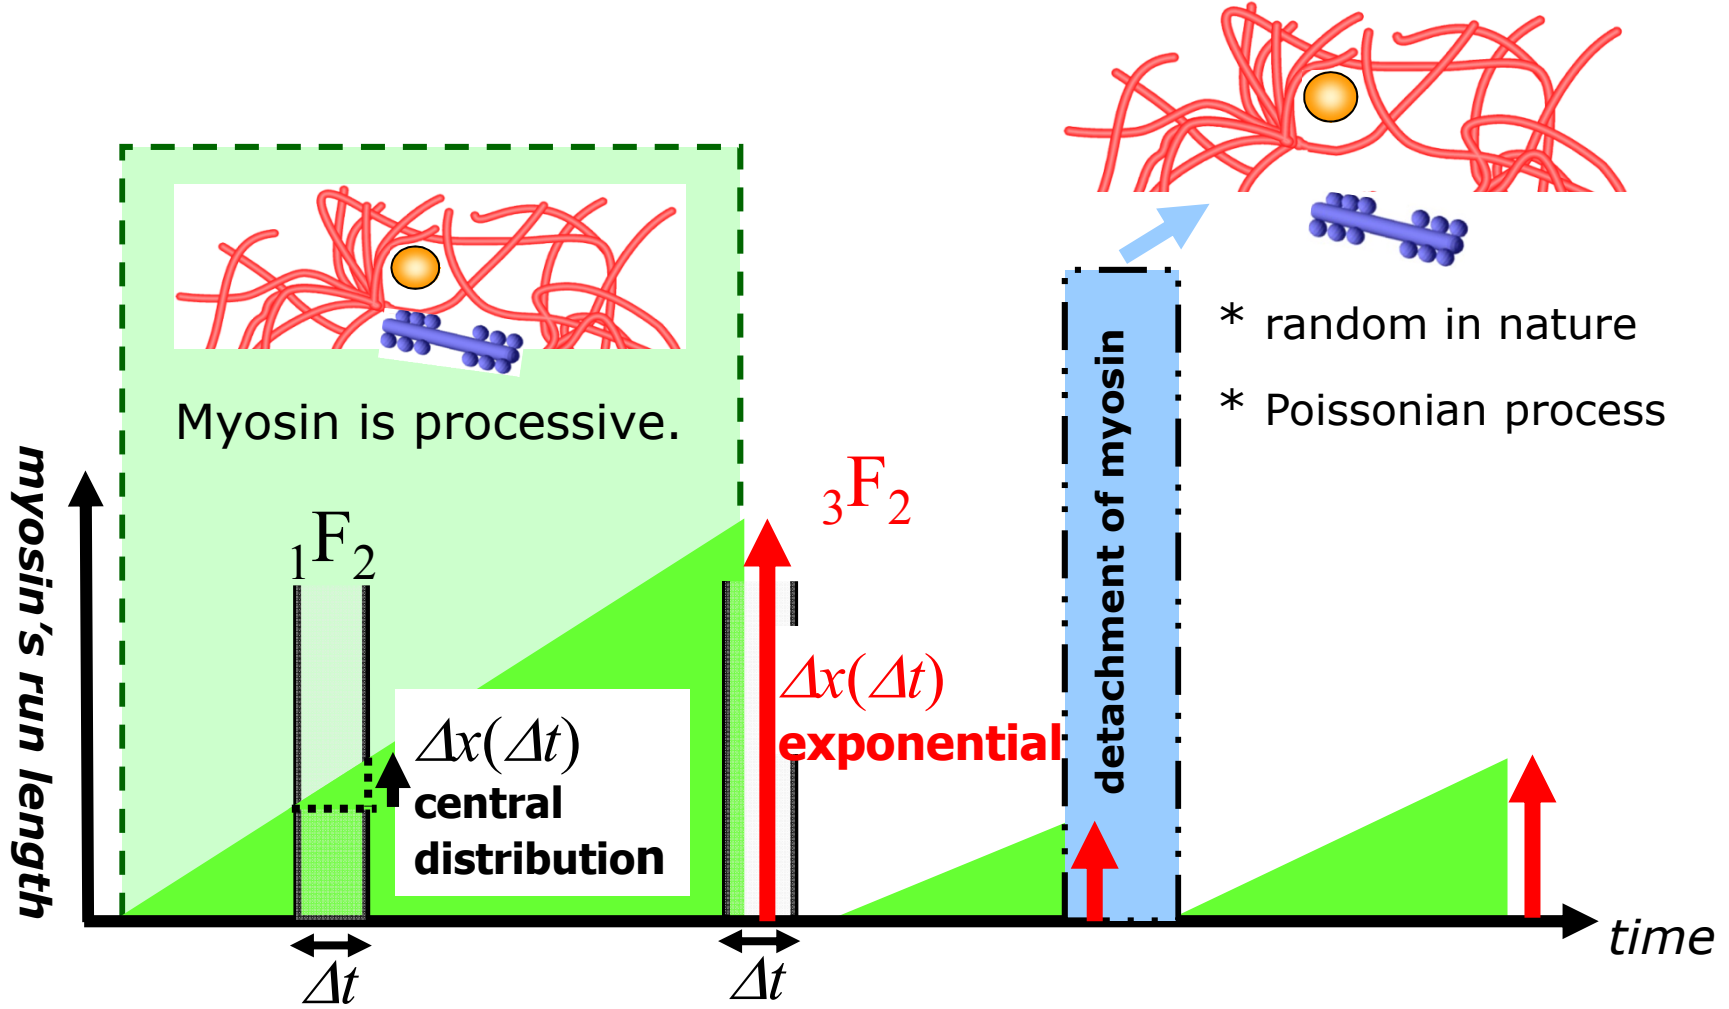 Myosin is processive.
* random in nature
* Poissonian process
detachment of myosin
myosin's run length
₁F₂
₃F₂
Δx(Δt)
central
distribution
Δx(Δt)
exponential
time
Δt
Δt